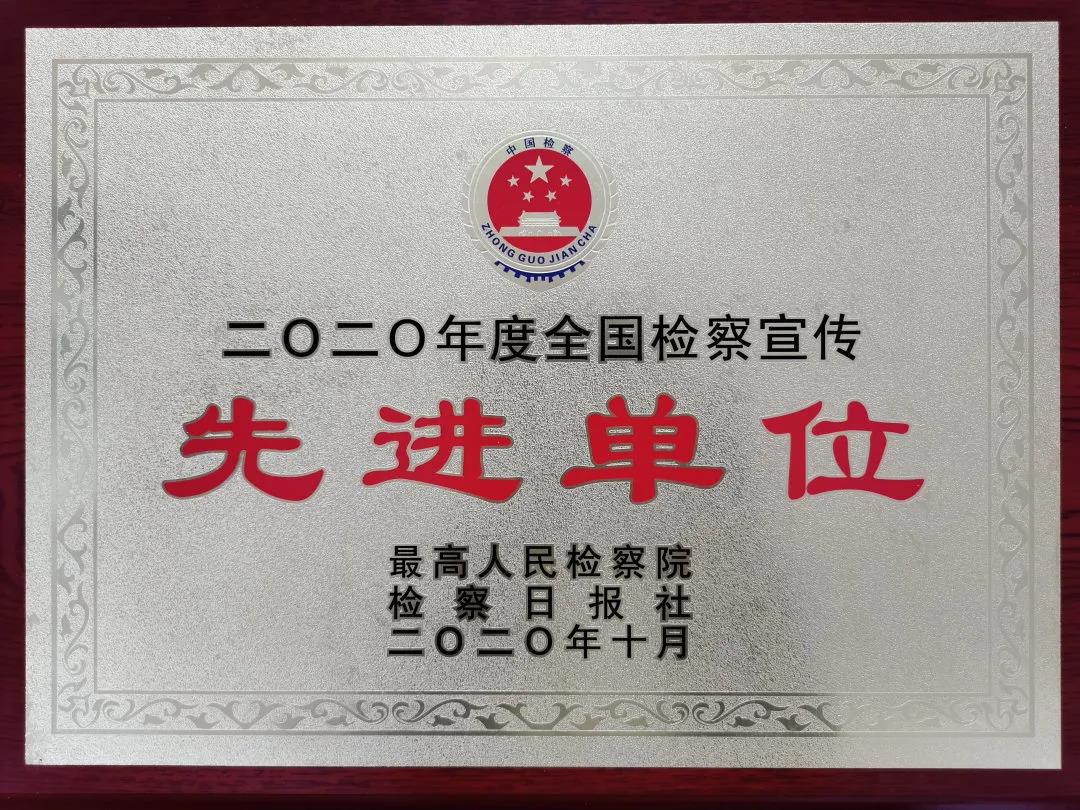 中国检察
ZHONG GUO JIAN CHA
二〇二〇年度全国检察宣传
先进单位
最高人民检察院
检察日报社
二〇二〇年十月